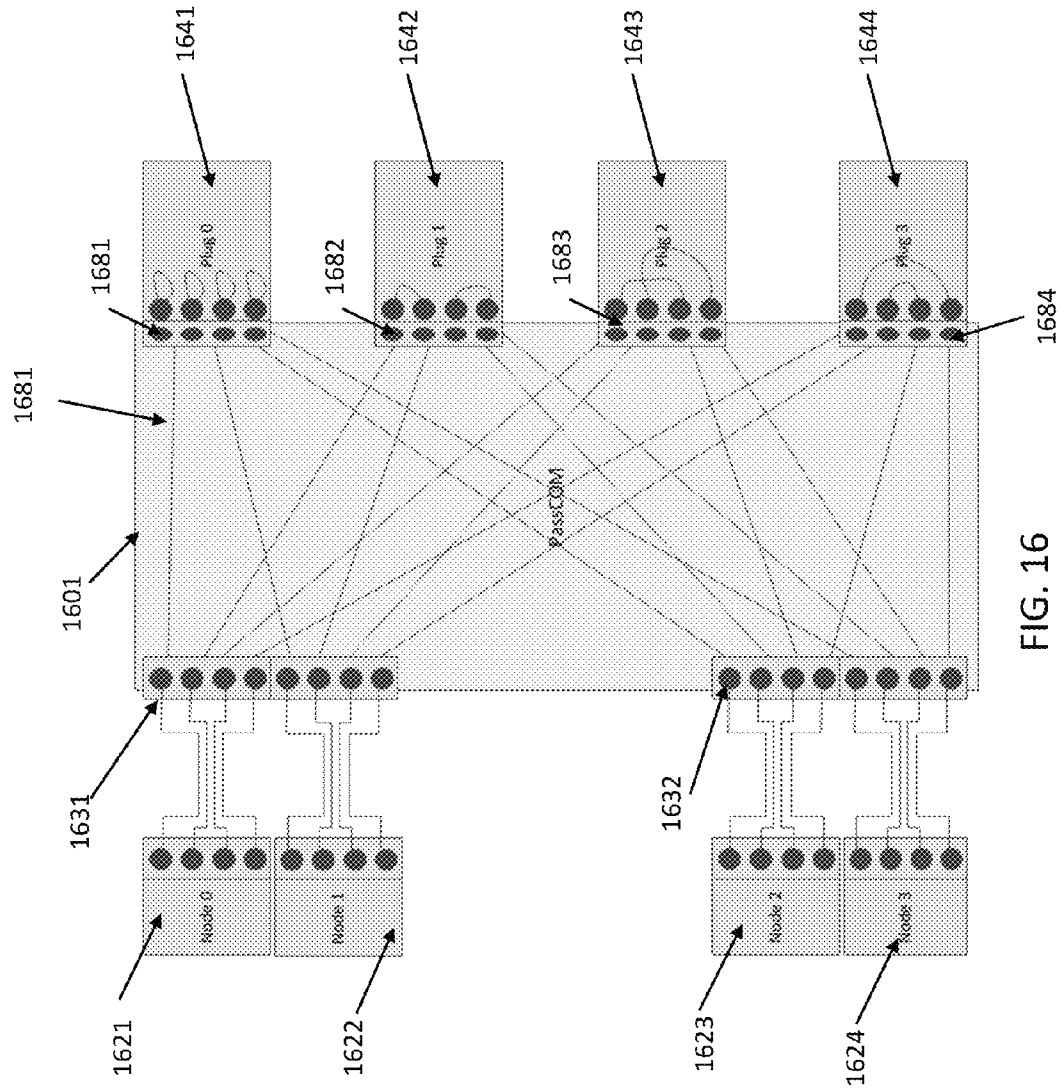 1641
1642
1643
1644
1681
1682
1683
1684
1681
1601
Plug 0
Plug 1
Plug 2
Plug 3
PassCOM
1631
1632
Node 0
Node 1
Node 2
Node 3
1621
1622
1623
1624
FIG. 16